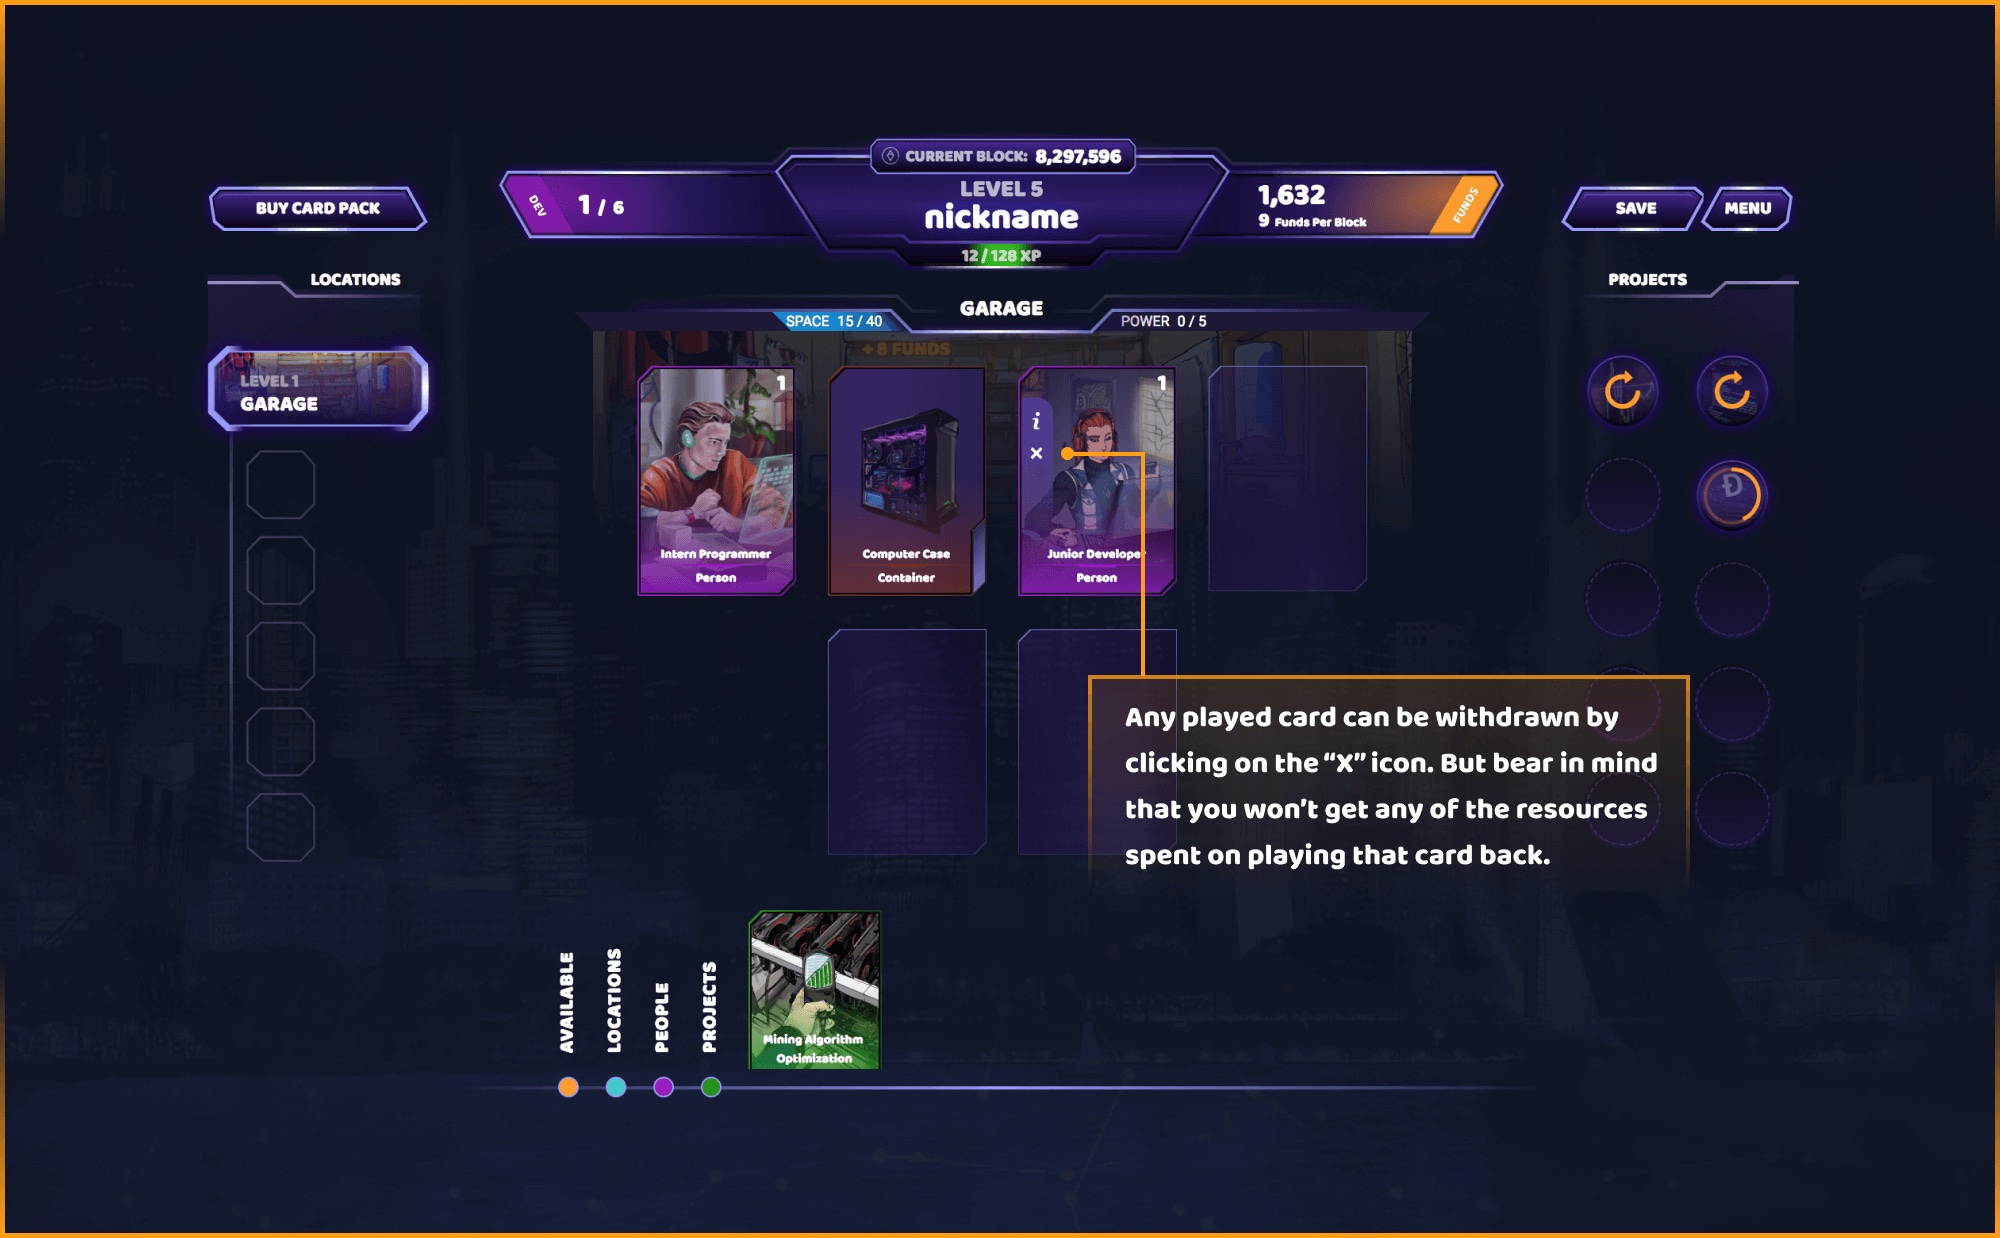 CURRENT BLOCK: 8,297,596
BUY CARD PACK
DEV
1 / 6
LEVEL 5
nickname
12 / 128 XP
1,632
9 Funds Per Block
FUNDS
SAVE
MENU
LOCATIONS
PROJECTS
GARAGE
SPACE 15 / 40
POWER 0 / 5
+ 8 FUNDS
LEVEL 1
GARAGE
1
Intern Programmer
Person
Computer Case
Container
1
i
×
Junior Developer
Person
Đ
Any played card can be withdrawn by
clicking on the “X” icon. But bear in mind
that you won’t get any of the resources
spent on playing that card back.
AVAILABLE
LOCATIONS
PEOPLE
PROJECTS
Mining Algorithm
Optimization